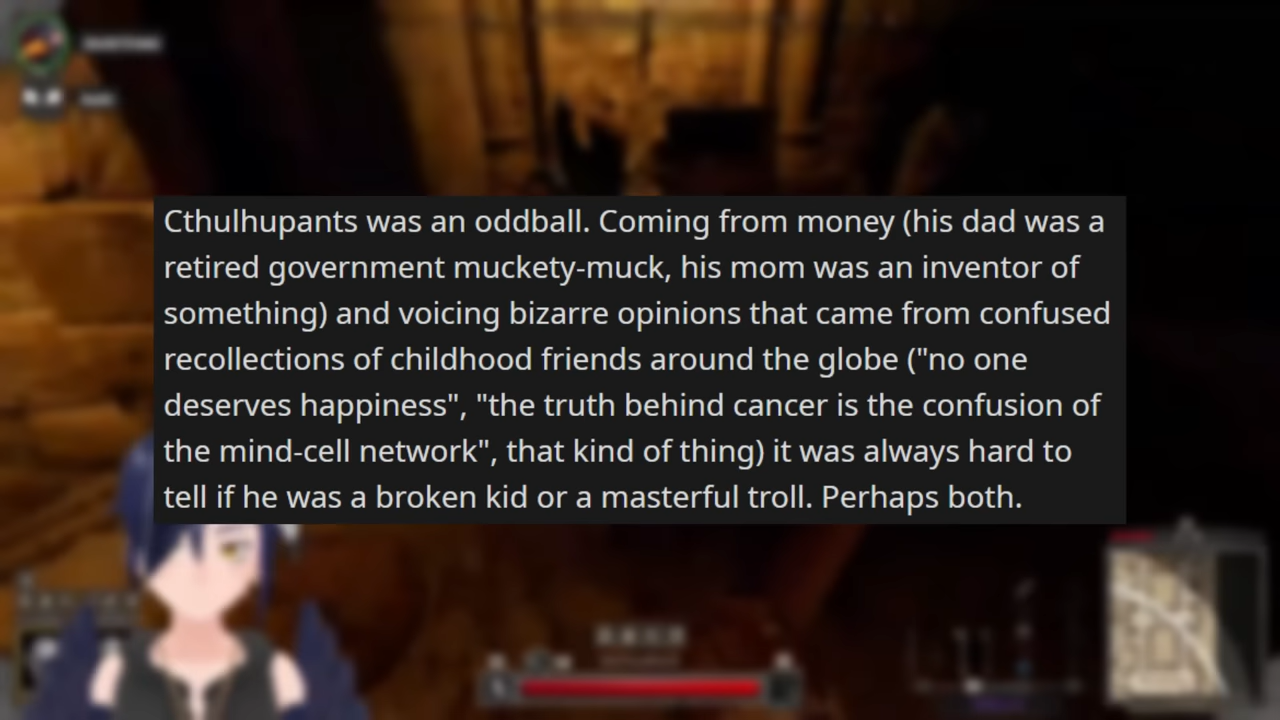 Cthulhupants was an oddball. Coming from money (his dad was a
retired government muckety-muck, his mom was an inventor of
something) and voicing bizarre opinions that came from confused
recollections of childhood friends around the globe ("no one
deserves happiness", "the truth behind cancer is the confusion of
the mind-cell network", that kind of thing) it was always hard to
tell if he was a broken kid or a masterful troll. Perhaps both.